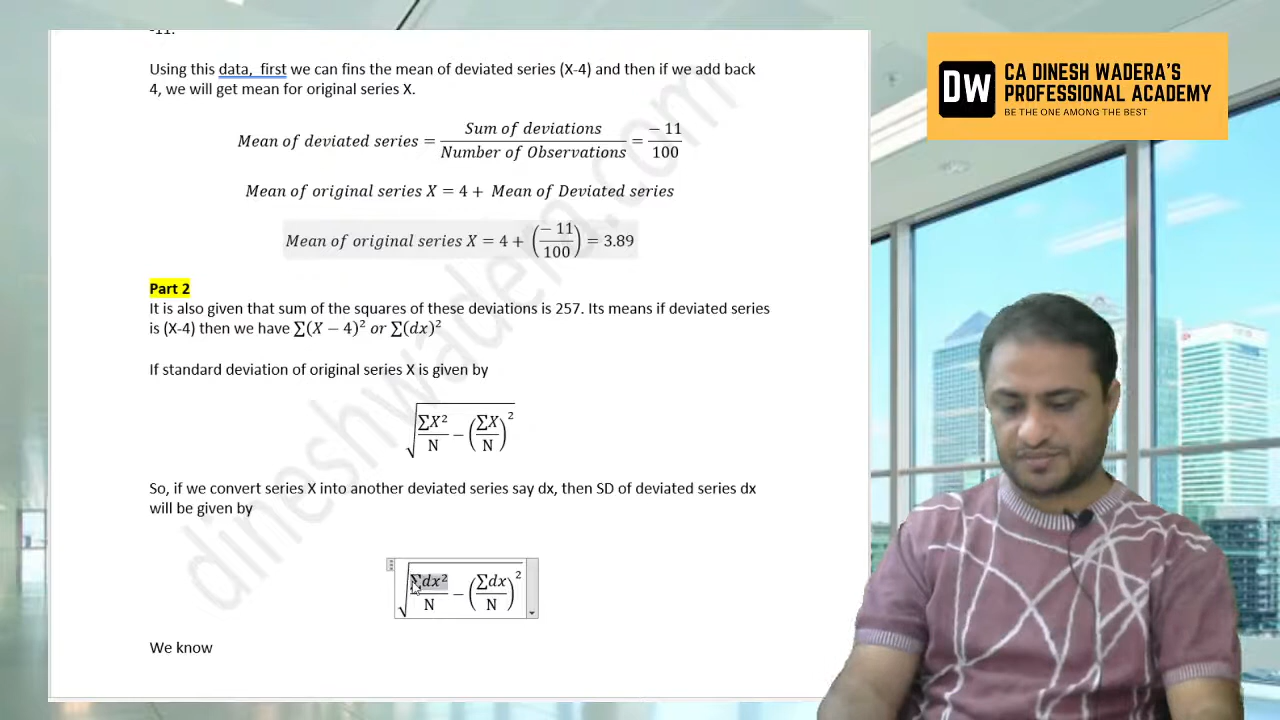 -11.
Using this data, first we can fins the mean of deviated series (X-4) and then if we add back
4, we will get mean for original series X.
Mean of deviated series = Sum of deviations / Number of Observations = − 11 / 100
Mean of original series X = 4 + Mean of Deviated series
Mean of original series X = 4 + (− 11 / 100) = 3.89
Part 2
It is also given that sum of the squares of these deviations is 257. Its means if deviated series
is (X-4) then we have Σ(X − 4)² or Σ(dx)²
If standard deviation of original series X is given by
√(ΣX² / N − (ΣX / N)²)
So, if we convert series X into another deviated series say dx, then SD of deviated series dx
will be given by
√(Σdx² / N − (Σdx / N)²)
We know
dineshwadera.com
DW
CA DINESH WADERA'S
PROFESSIONAL ACADEMY
BE THE ONE AMONG THE BEST